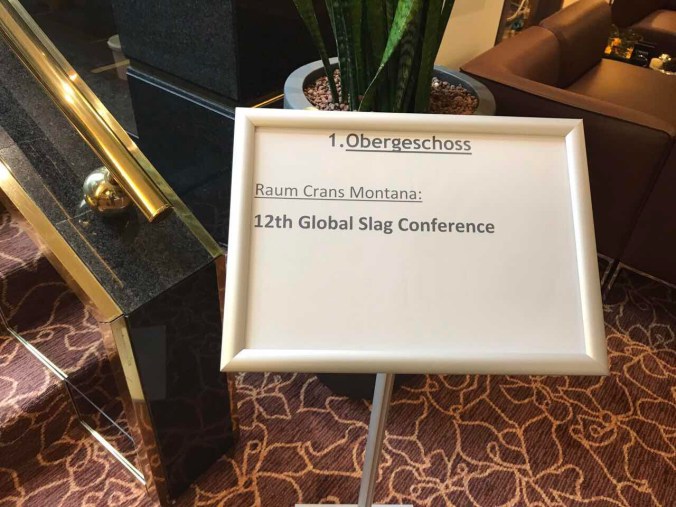 1.Obergeschoss
Raum Crans Montana:
12th Global Slag Conference